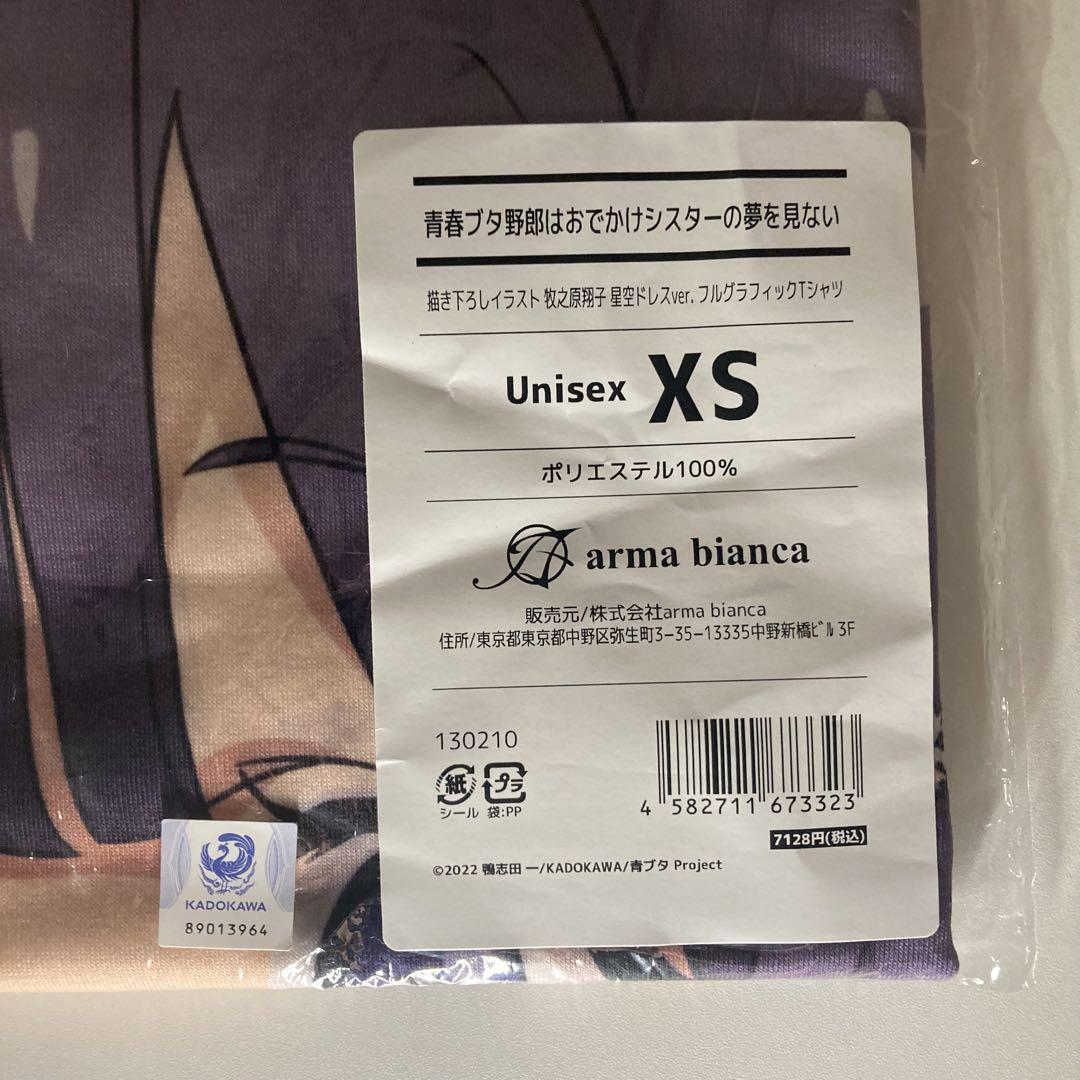 青春ブタ野郎はおでかけシスターの夢を見ない
描き下ろしイラスト 牧之原翔子 星空ドレスver. フルグラフィックTシャツ
Unisex XS
ポリエステル100%
arma bianca
販売元/株式会社arma bianca
住所/東京都東京都中野区弥生町3-35-13335中野新橋ﾋﾞﾙ 3F
130210
紙 プラ
シール 袋:PP
4 582711 673323
7128円(税込)
©2022 鴨志田 一/KADOKAWA/青ブタ Project
KADOKAWA
89013964